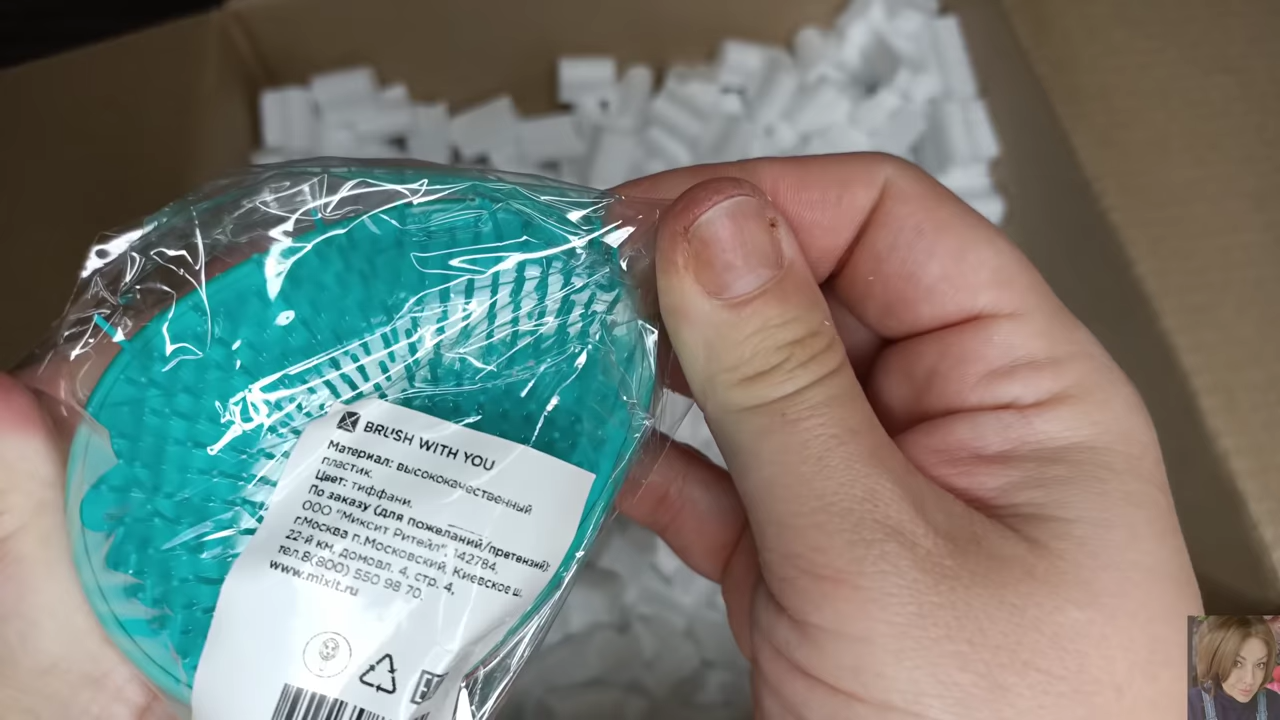 BRUSH WITH YOU
Материал: высококачественный
пластик.
Цвет: тиффани.
По заказу (для пожеланий/претензий):
ООО "Миксит Ритейл", 142784,
г.Москва п.Московский, Киевское ш.
22-й км, домовл. 4, стр. 4,
тел.8(800) 550 98 70.
www.mixit.ru